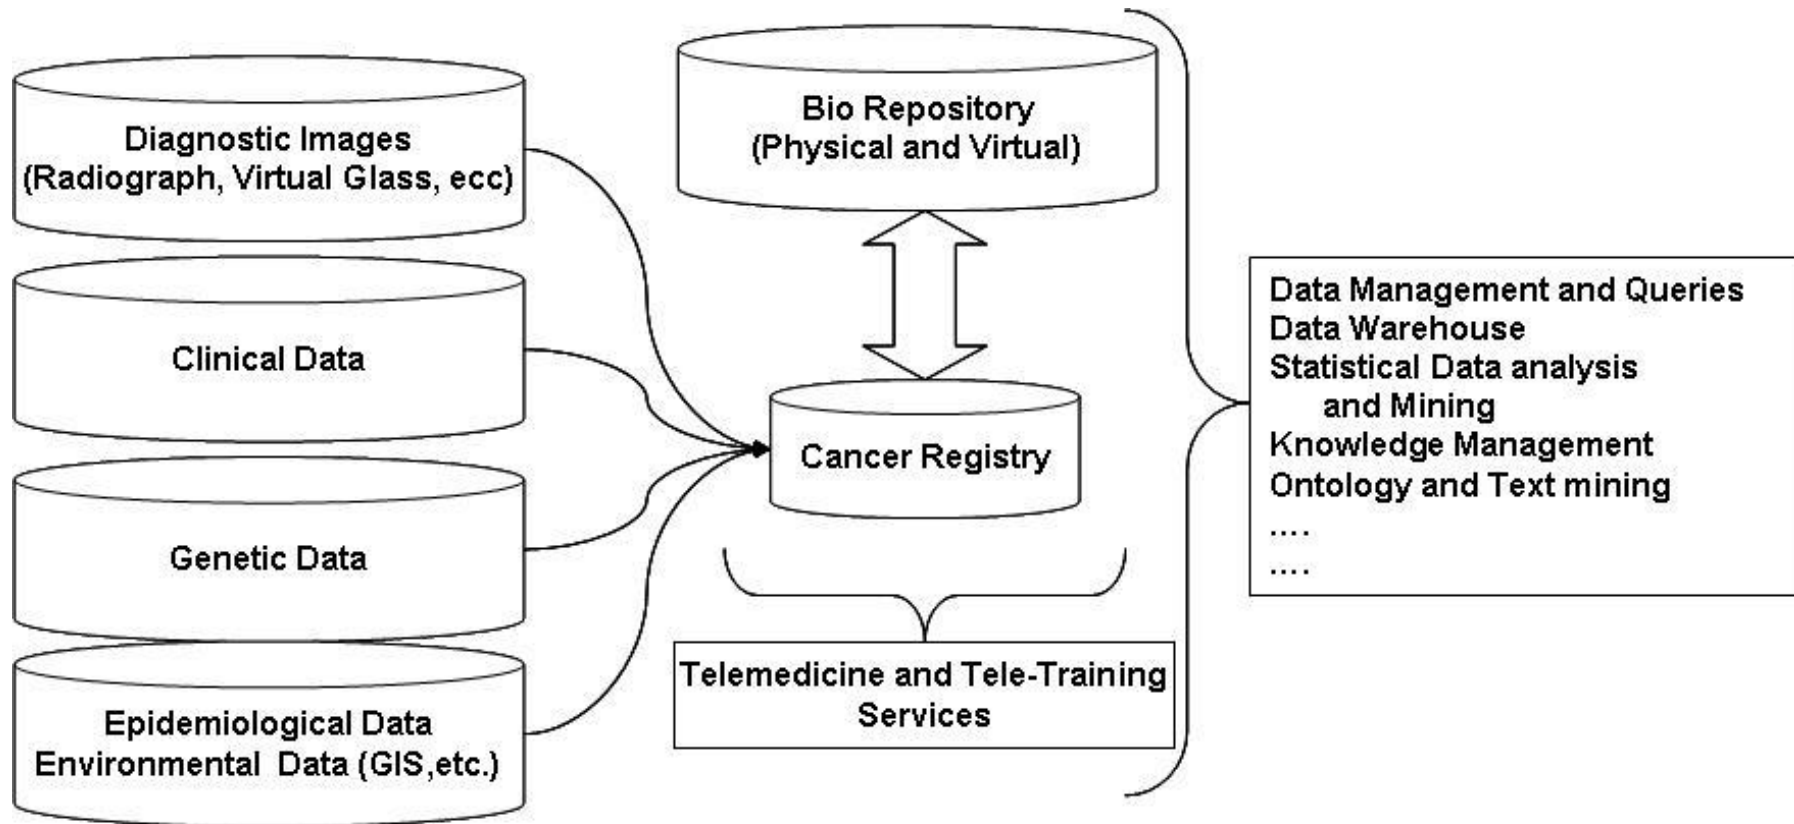 Diagnostic Images
(Radiograph, Virtual Glass, ecc)
Clinical Data
Genetic Data
Epidemiological Data
Environmental Data (GIS,etc.)
Bio Repository
(Physical and Virtual)
Cancer Registry
Telemedicine and Tele-Training
Services
Data Management and Queries
Data Warehouse
Statistical Data analysis
and Mining
Knowledge Management
Ontology and Text mining
....
....